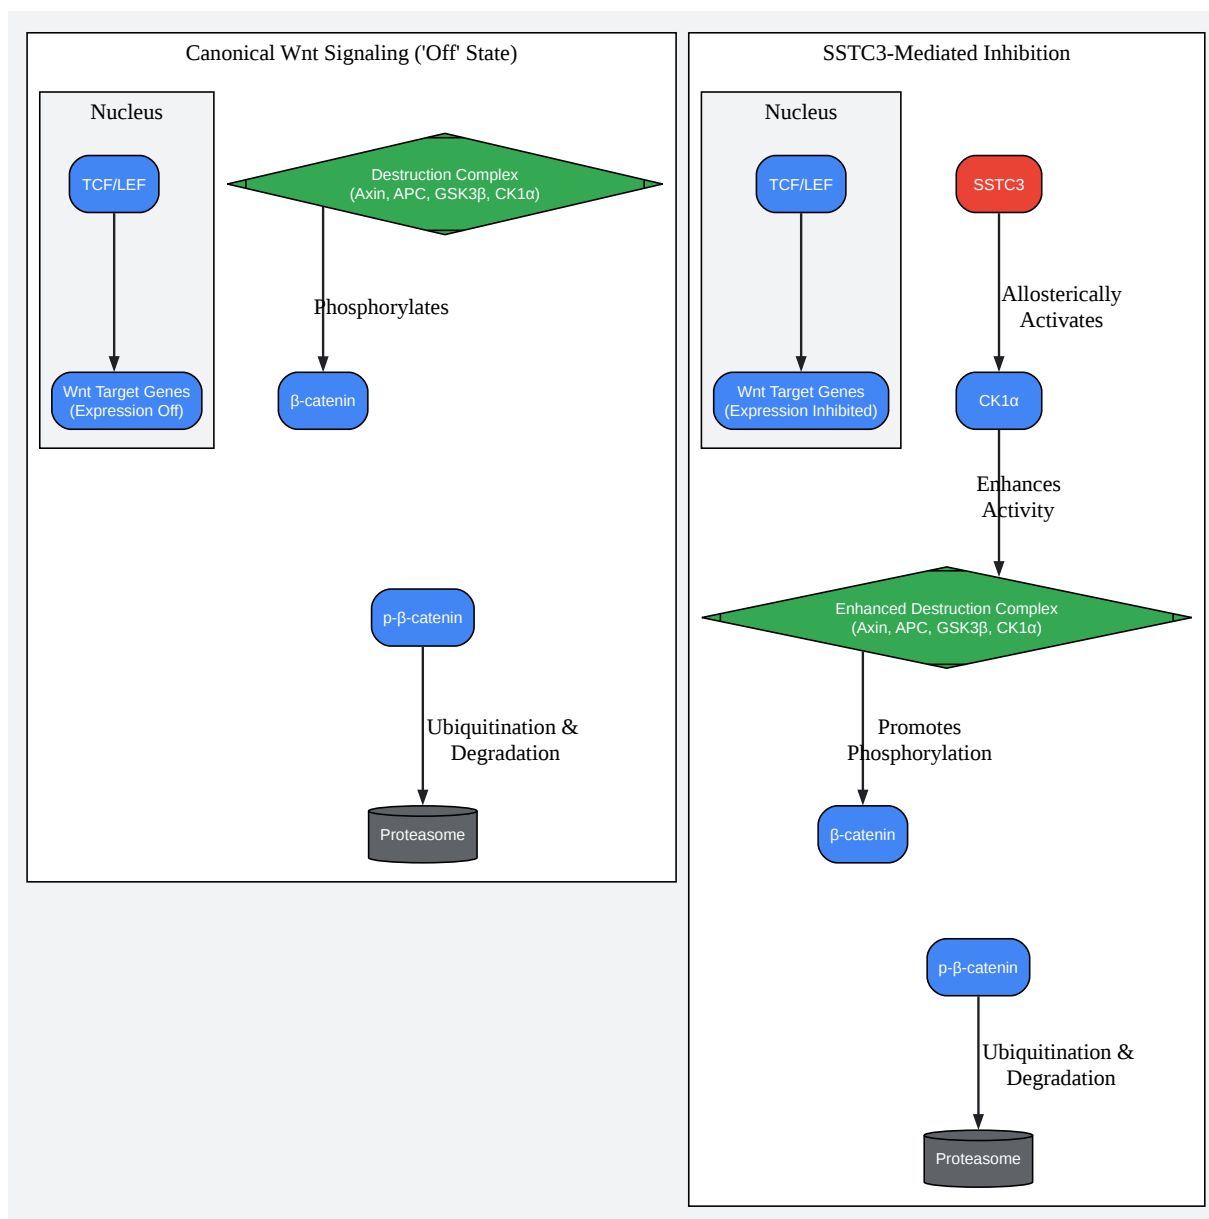 Canonical Wnt Signaling ('Off' State)
Nucleus
TCF/LEF
Destruction Complex
(Axin, APC, GSK3β, CK1α)
Phosphorylates
Wnt Target Genes
(Expression Off)
β-catenin
p-β-catenin
Ubiquitination &
Degradation
Proteasome
SSTC3-Mediated Inhibition
Nucleus
TCF/LEF
SSTC3
Allosterically
Activates
Wnt Target Genes
(Expression Inhibited)
CK1α
Enhances
Activity
Enhanced Destruction Complex
(Axin, APC, GSK3β, CK1α)
Promotes
Phosphorylation
β-catenin
p-β-catenin
Ubiquitination &
Degradation
Proteasome